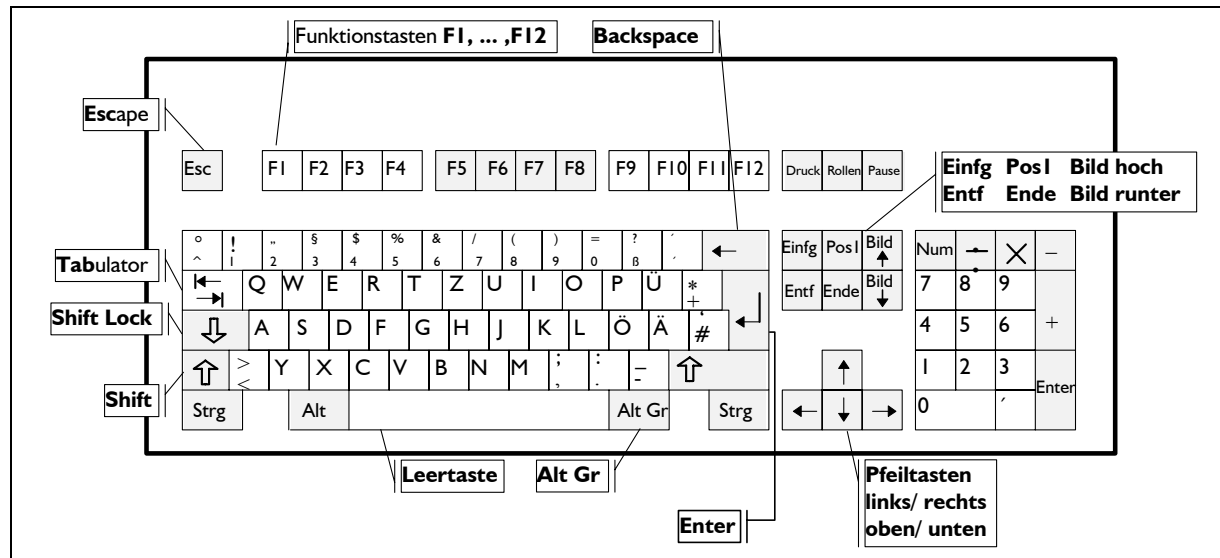 Funktionstasten F1, ... ,F12 Backspace
Escape
Esc F1 F2 F3 F4 F5 F6 F7 F8 F9 F10 F11 F12 Druck Rollen Pause
Einfg Pos1 Bild hoch
Entf Ende Bild runter
° ! " § $ % & / ( ) = ? ` ←
^ 1 2 3 4 5 6 7 8 9 0 ß ´
Einfg Pos1 Bild ↑ Num ÷ × −
Tabulator
Q W E R T Z U I O P Ü * +
Entf Ende Bild ↓ 7 8 9
Shift Lock
A S D F G H J K L Ö Ä ' #
4 5 6 +
Shift
> < Y X C V B N M ; , : . _ -
↑ 1 2 3 Enter
Strg Alt Alt Gr Strg ← ↓ → 0 ,
Leertaste Alt Gr
Enter
Pfeiltasten
links/ rechts
oben/ unten